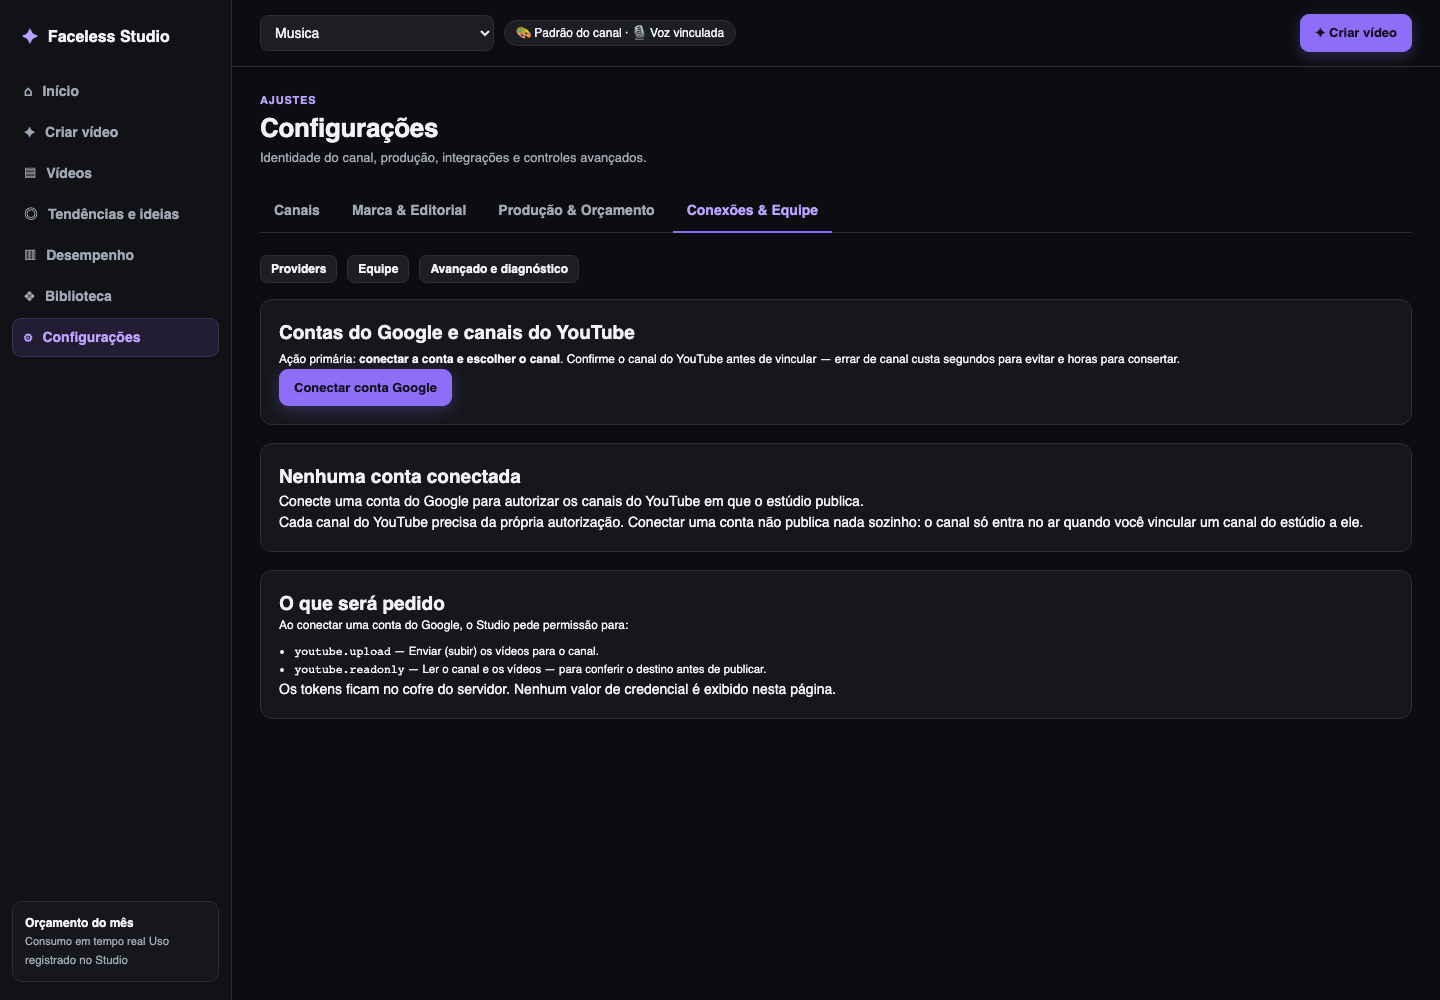 Faceless Studio
Início
Criar vídeo
Vídeos
Tendências e ideias
Desempenho
Biblioteca
Configurações
Orçamento do mês
Consumo em tempo real Uso
registrado no Studio
Musica
Padrão do canal · Voz vinculada
Criar vídeo
AJUSTES
Configurações
Identidade do canal, produção, integrações e controles avançados.
Canais
Marca & Editorial
Produção & Orçamento
Conexões & Equipe
Providers
Equipe
Avançado e diagnóstico
Contas do Google e canais do YouTube
Ação primária: conectar a conta e escolher o canal. Confirme o canal do YouTube antes de vincular — errar de canal custa segundos para evitar e horas para consertar.
Conectar conta Google
Nenhuma conta conectada
Conecte uma conta do Google para autorizar os canais do YouTube em que o estúdio publica.
Cada canal do YouTube precisa da própria autorização. Conectar uma conta não publica nada sozinho: o canal só entra no ar quando você vincular um canal do estúdio a ele.
O que será pedido
Ao conectar uma conta do Google, o Studio pede permissão para:
• youtube.upload — Enviar (subir) os vídeos para o canal.
• youtube.readonly — Ler o canal e os vídeos — para conferir o destino antes de publicar.
Os tokens ficam no cofre do servidor. Nenhum valor de credencial é exibido nesta página.